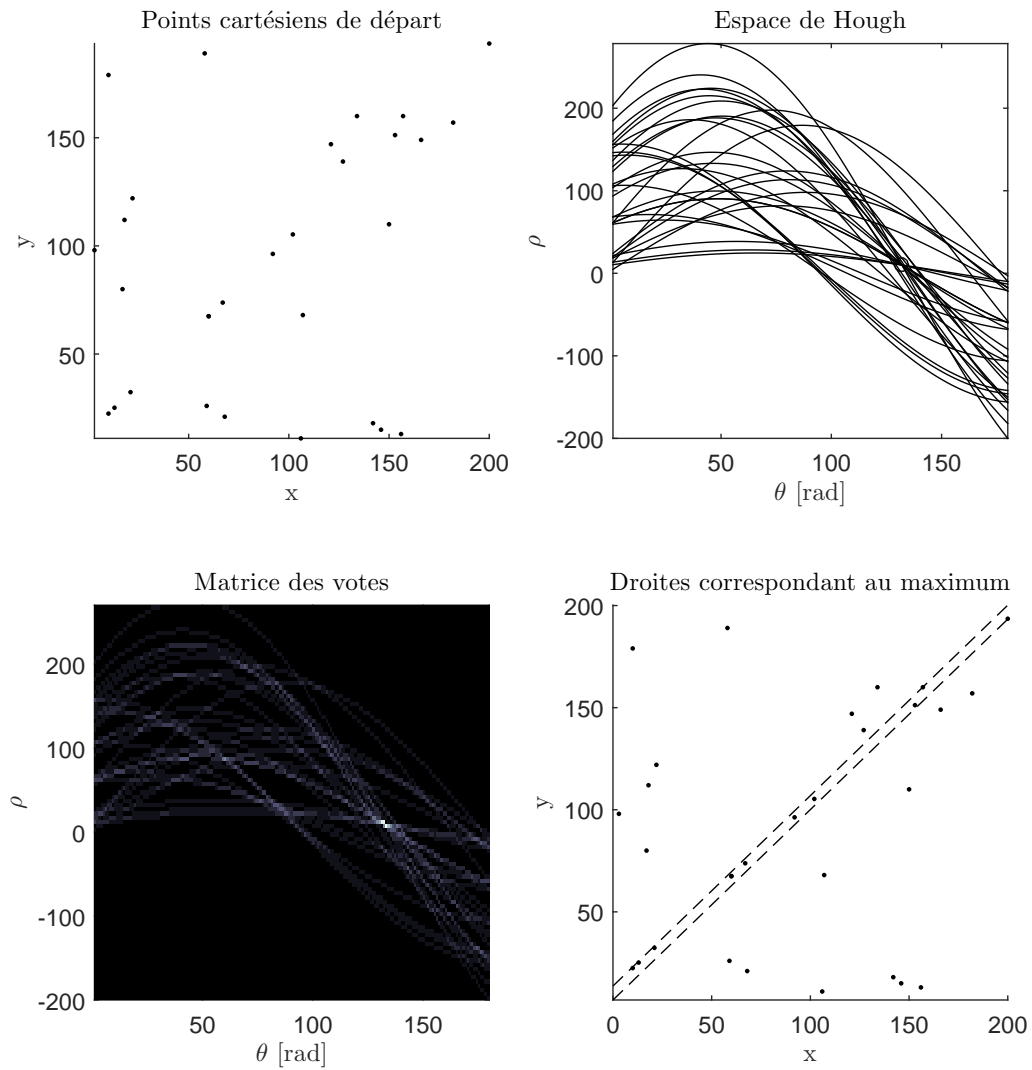 Points cartésiens de départ
150
100
50
y
50
100
150
200
x
Espace de Hough
200
100
0
-100
-200
ρ
50
100
150
θ [rad]
Matrice des votes
200
100
0
-100
-200
ρ
50
100
150
θ [rad]
Droites correspondant au maximum
200
150
100
50
y
0
50
100
150
200
x